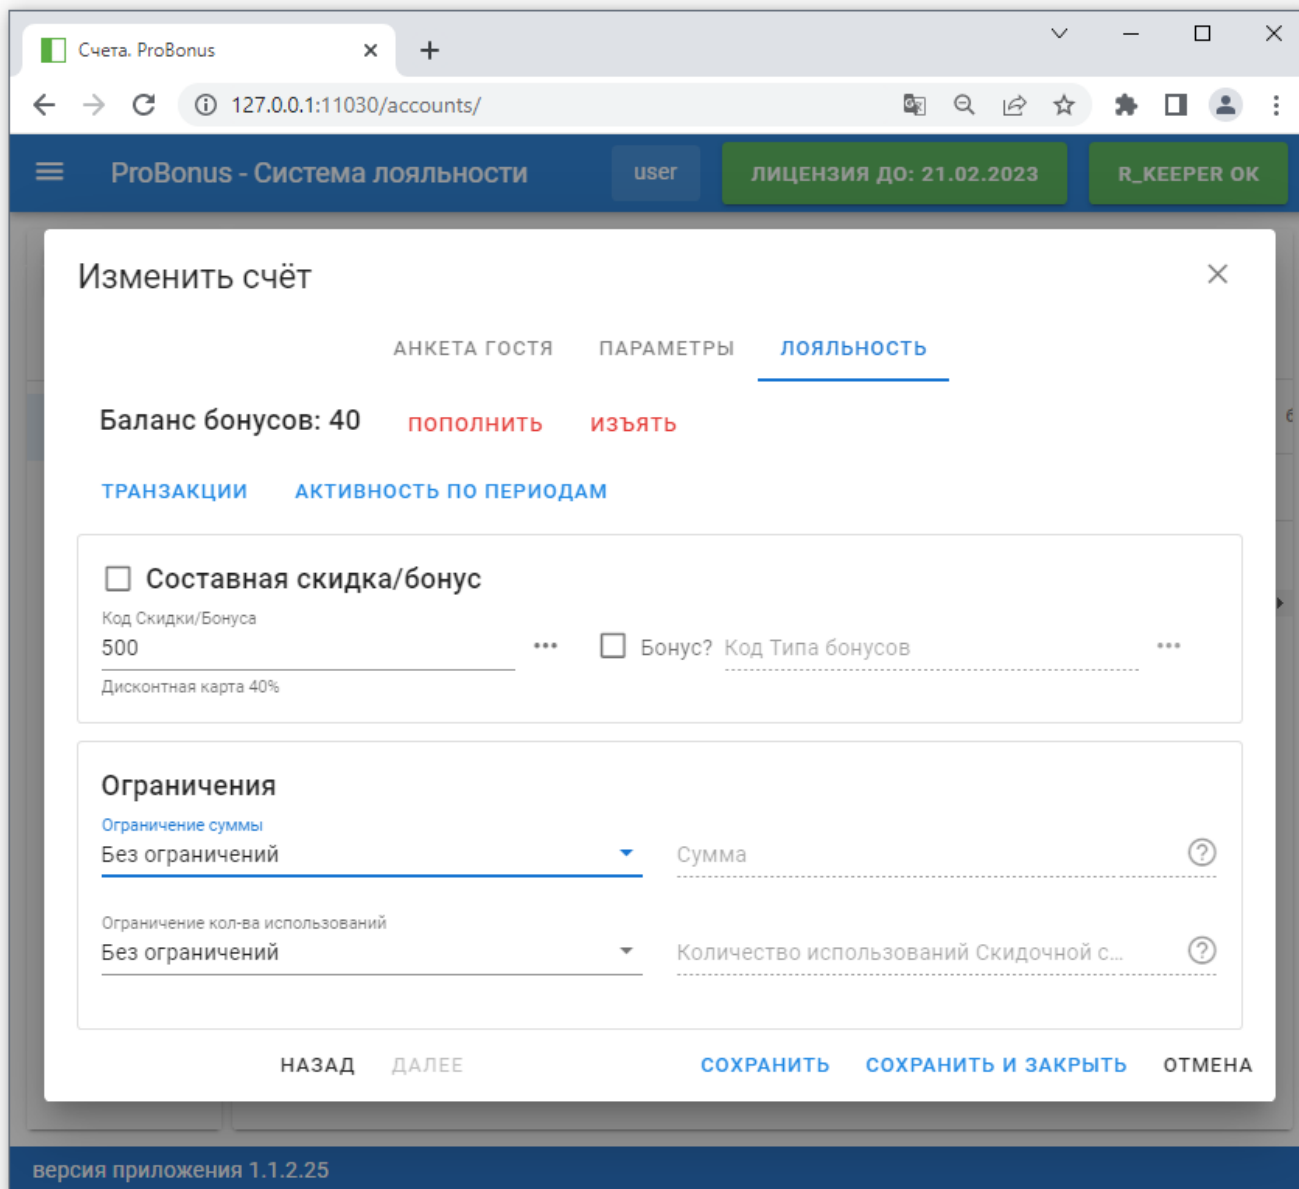 Счета. ProBonus
127.0.0.1:11030/accounts/
ProBonus - Система лояльности user ЛИЦЕНЗИЯ ДО: 21.02.2023 R_KEEPER OK
Изменить счёт
АНКЕТА ГОСТЯ ПАРАМЕТРЫ ЛОЯЛЬНОСТЬ
Баланс бонусов: 40 ПОПОЛНИТЬ ИЗЪЯТЬ
ТРАНЗАКЦИИ АКТИВНОСТЬ ПО ПЕРИОДАМ
Составная скидка/бонус
Код Скидки/Бонуса
500 Бонус? Код Типа бонусов
Дисконтная карта 40%
Ограничения
Ограничение суммы
Без ограничений Сумма
Ограничение кол-ва использований
Без ограничений Количество использований Скидочной с...
НАЗАД ДАЛЕЕ СОХРАНИТЬ СОХРАНИТЬ И ЗАКРЫТЬ ОТМЕНА
версия приложения 1.1.2.25